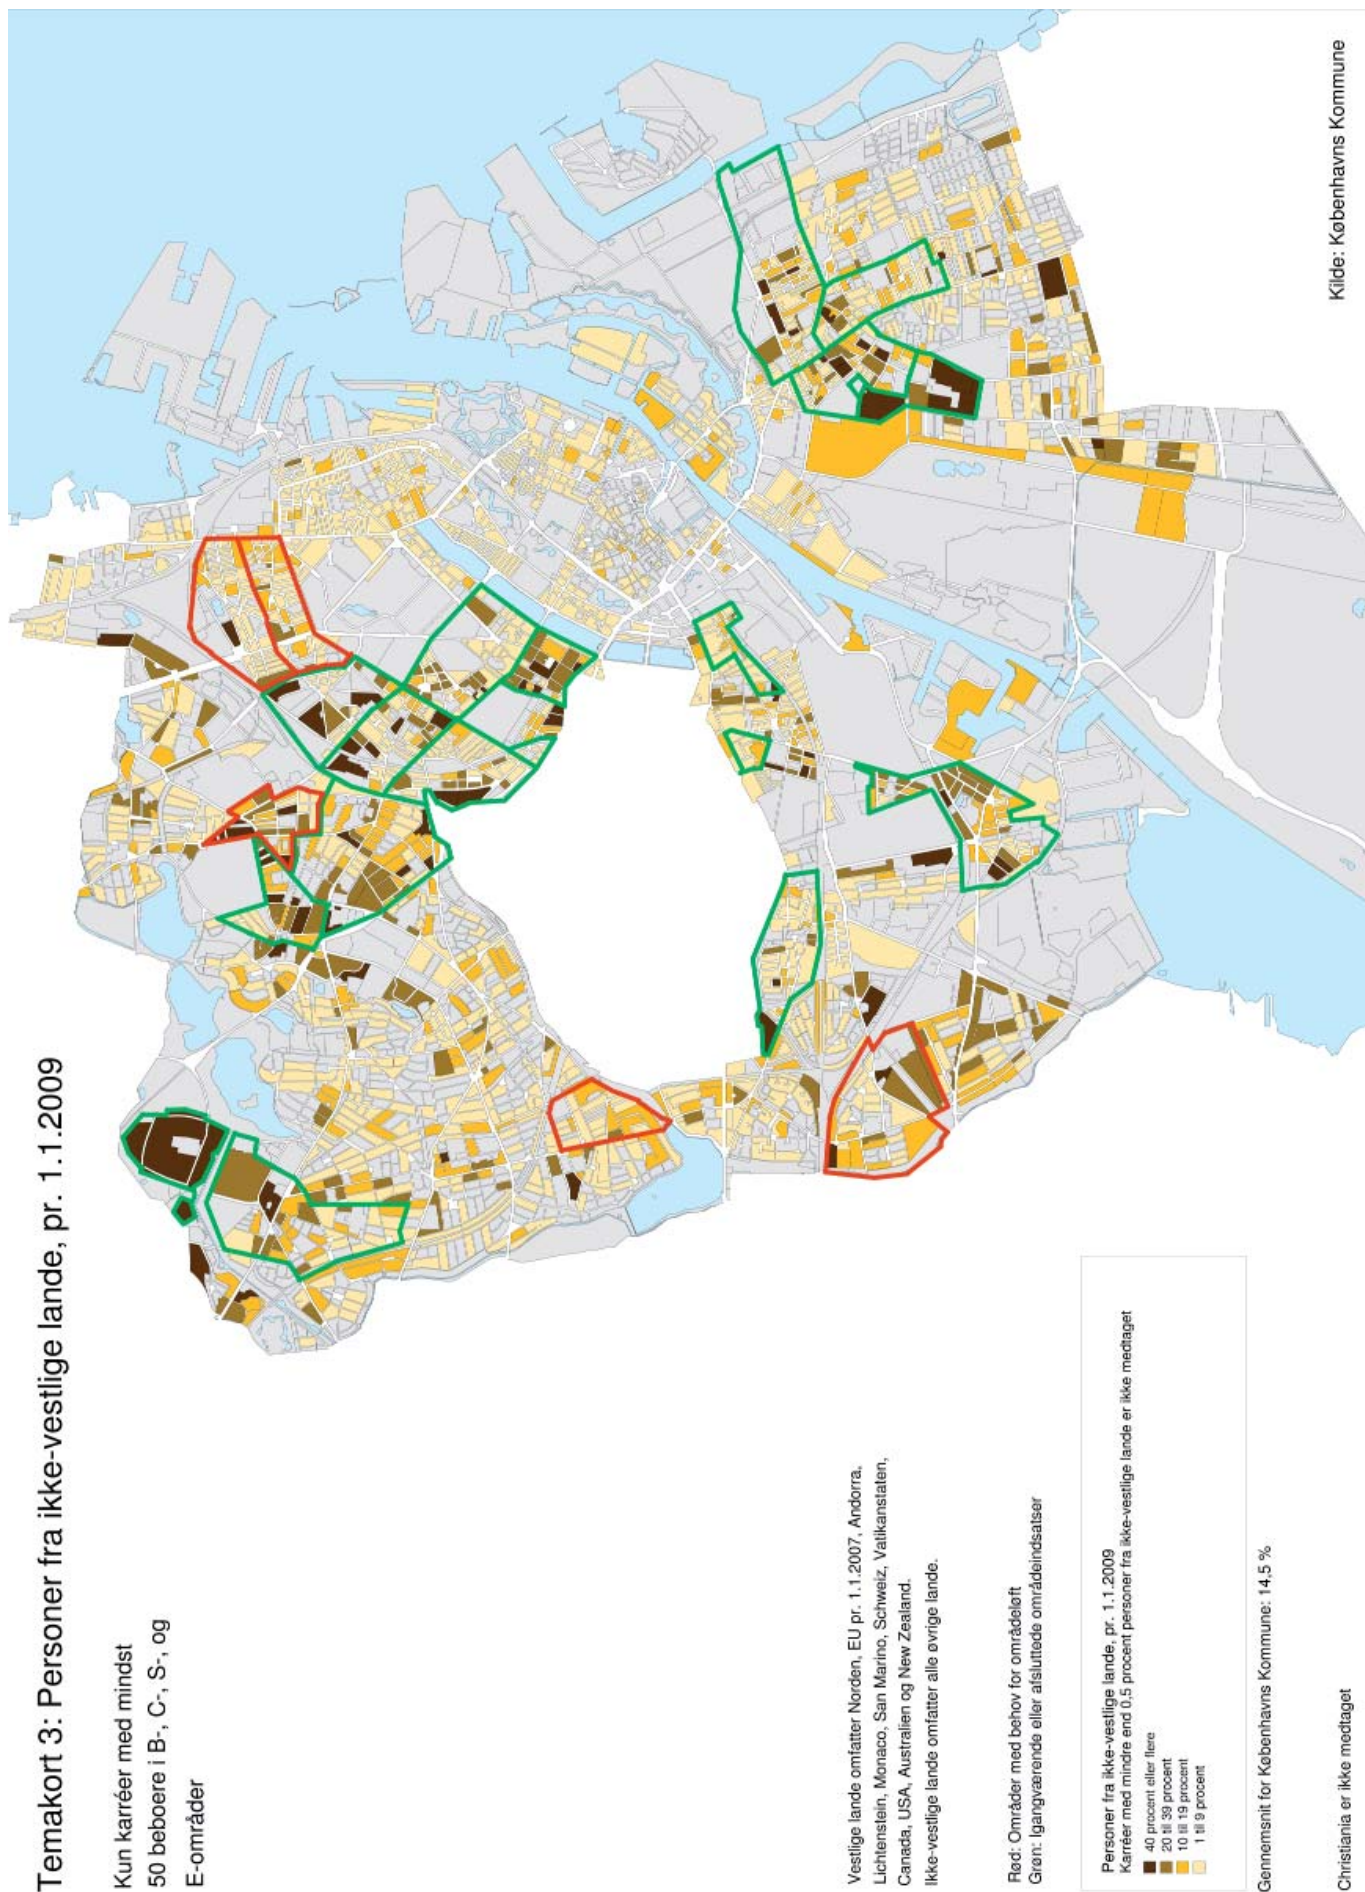 Temakort 3: Personer fra ikke-vestlige lande, pr. 1.1.2009
Kun karréer med mindst
50 beboere i B-, C-, S-, og
E-områder
Vestlige lande omfatter Norden, EU pr. 1.1.2007, Andorra,
Lichtenstein, Monaco, San Marino, Schweiz, Vatikanstaten,
Canada, USA, Australien og New Zealand.
Ikke-vestlige lande omfatter alle øvrige lande.
Rød: Områder med behov for områdeløft
Grøn: Igangværende eller afsluttede områdeindsatser
Personer fra ikke-vestlige lande, pr. 1.1.2009
Karréer med mindre end 0,5 procent personer fra ikke-vestlige lande er ikke medtaget
40 procent eller flere
20 til 39 procent
10 til 19 procent
1 til 9 procent
Gennemsnit for Københavns Kommune: 14,5 %
Christiania er ikke medtaget
Kilde: Københavns Kommune